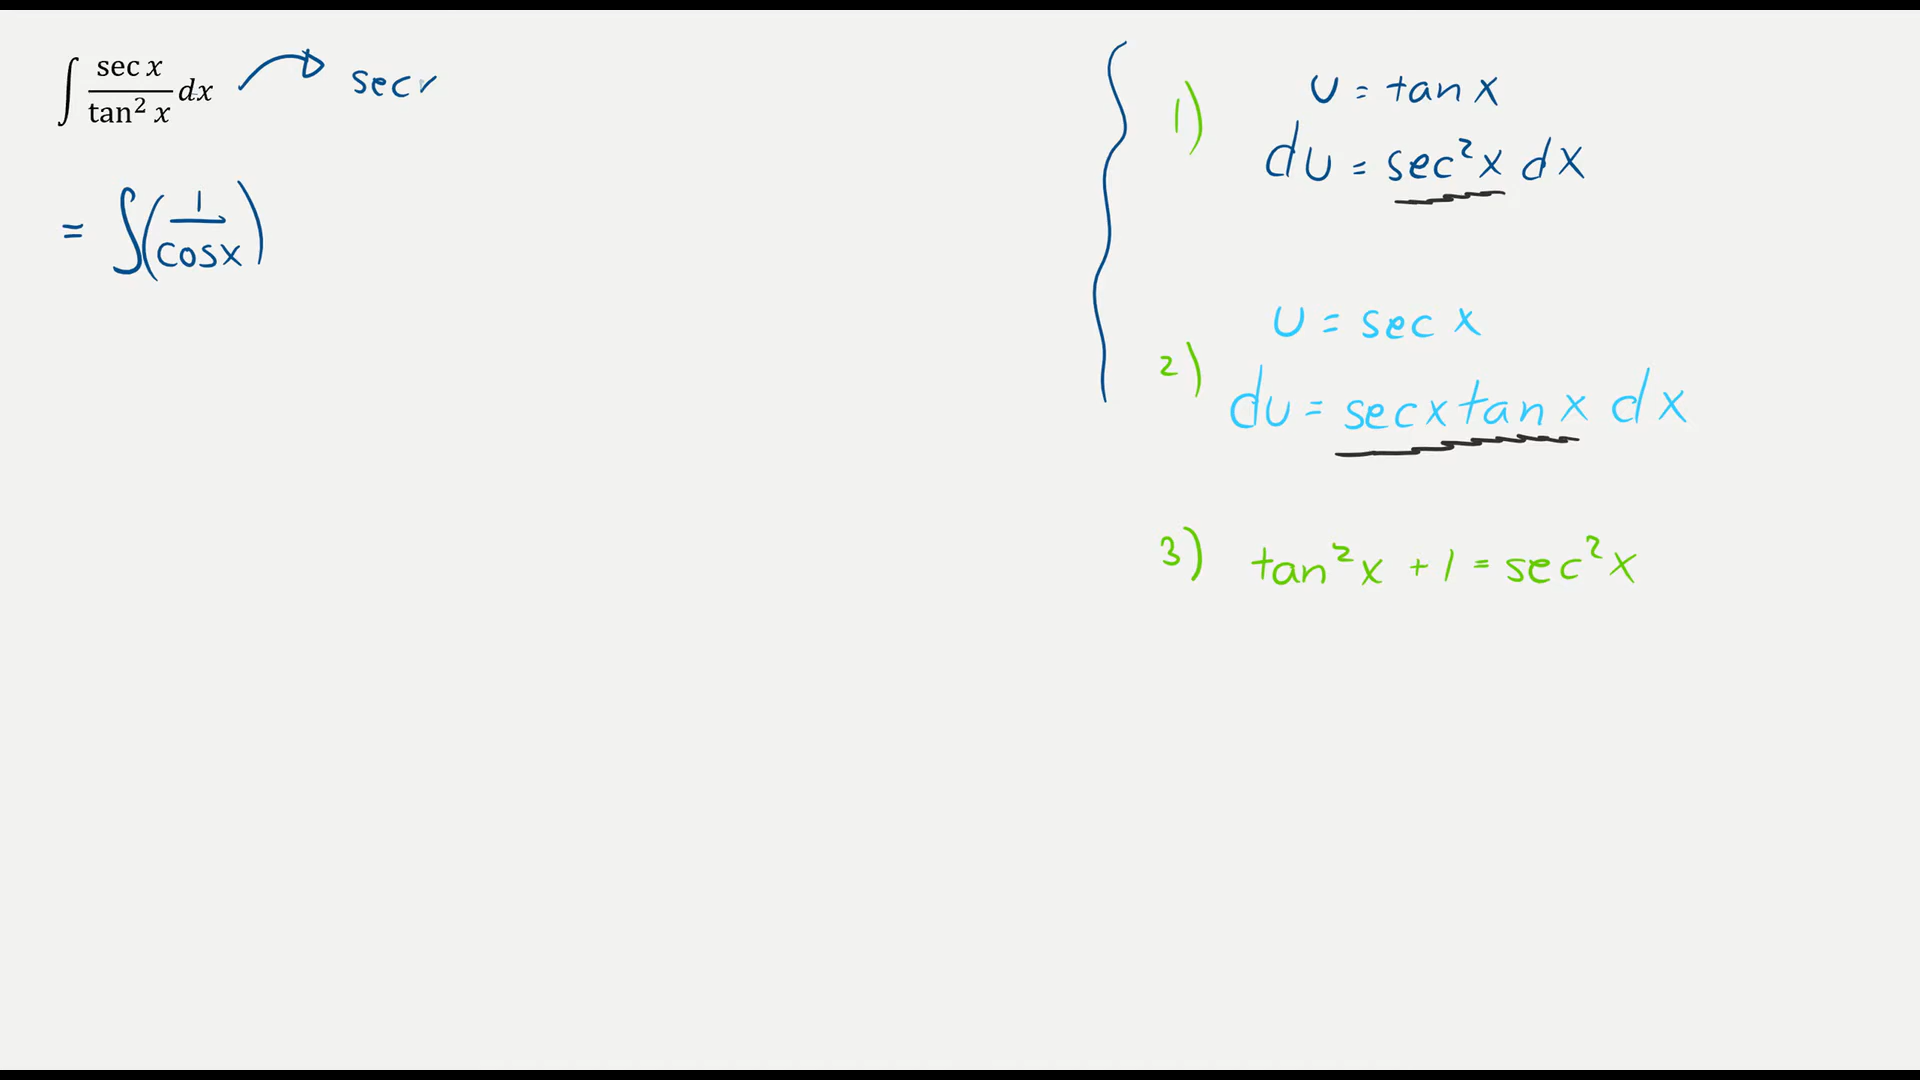 ∫ sec x / tan² x dx → sec
= ∫(1/cosx)
1) u = tan x
du = sec²x dx
2) u = sec x
du = secxtanx dx
3) tan²x + 1 = sec²x